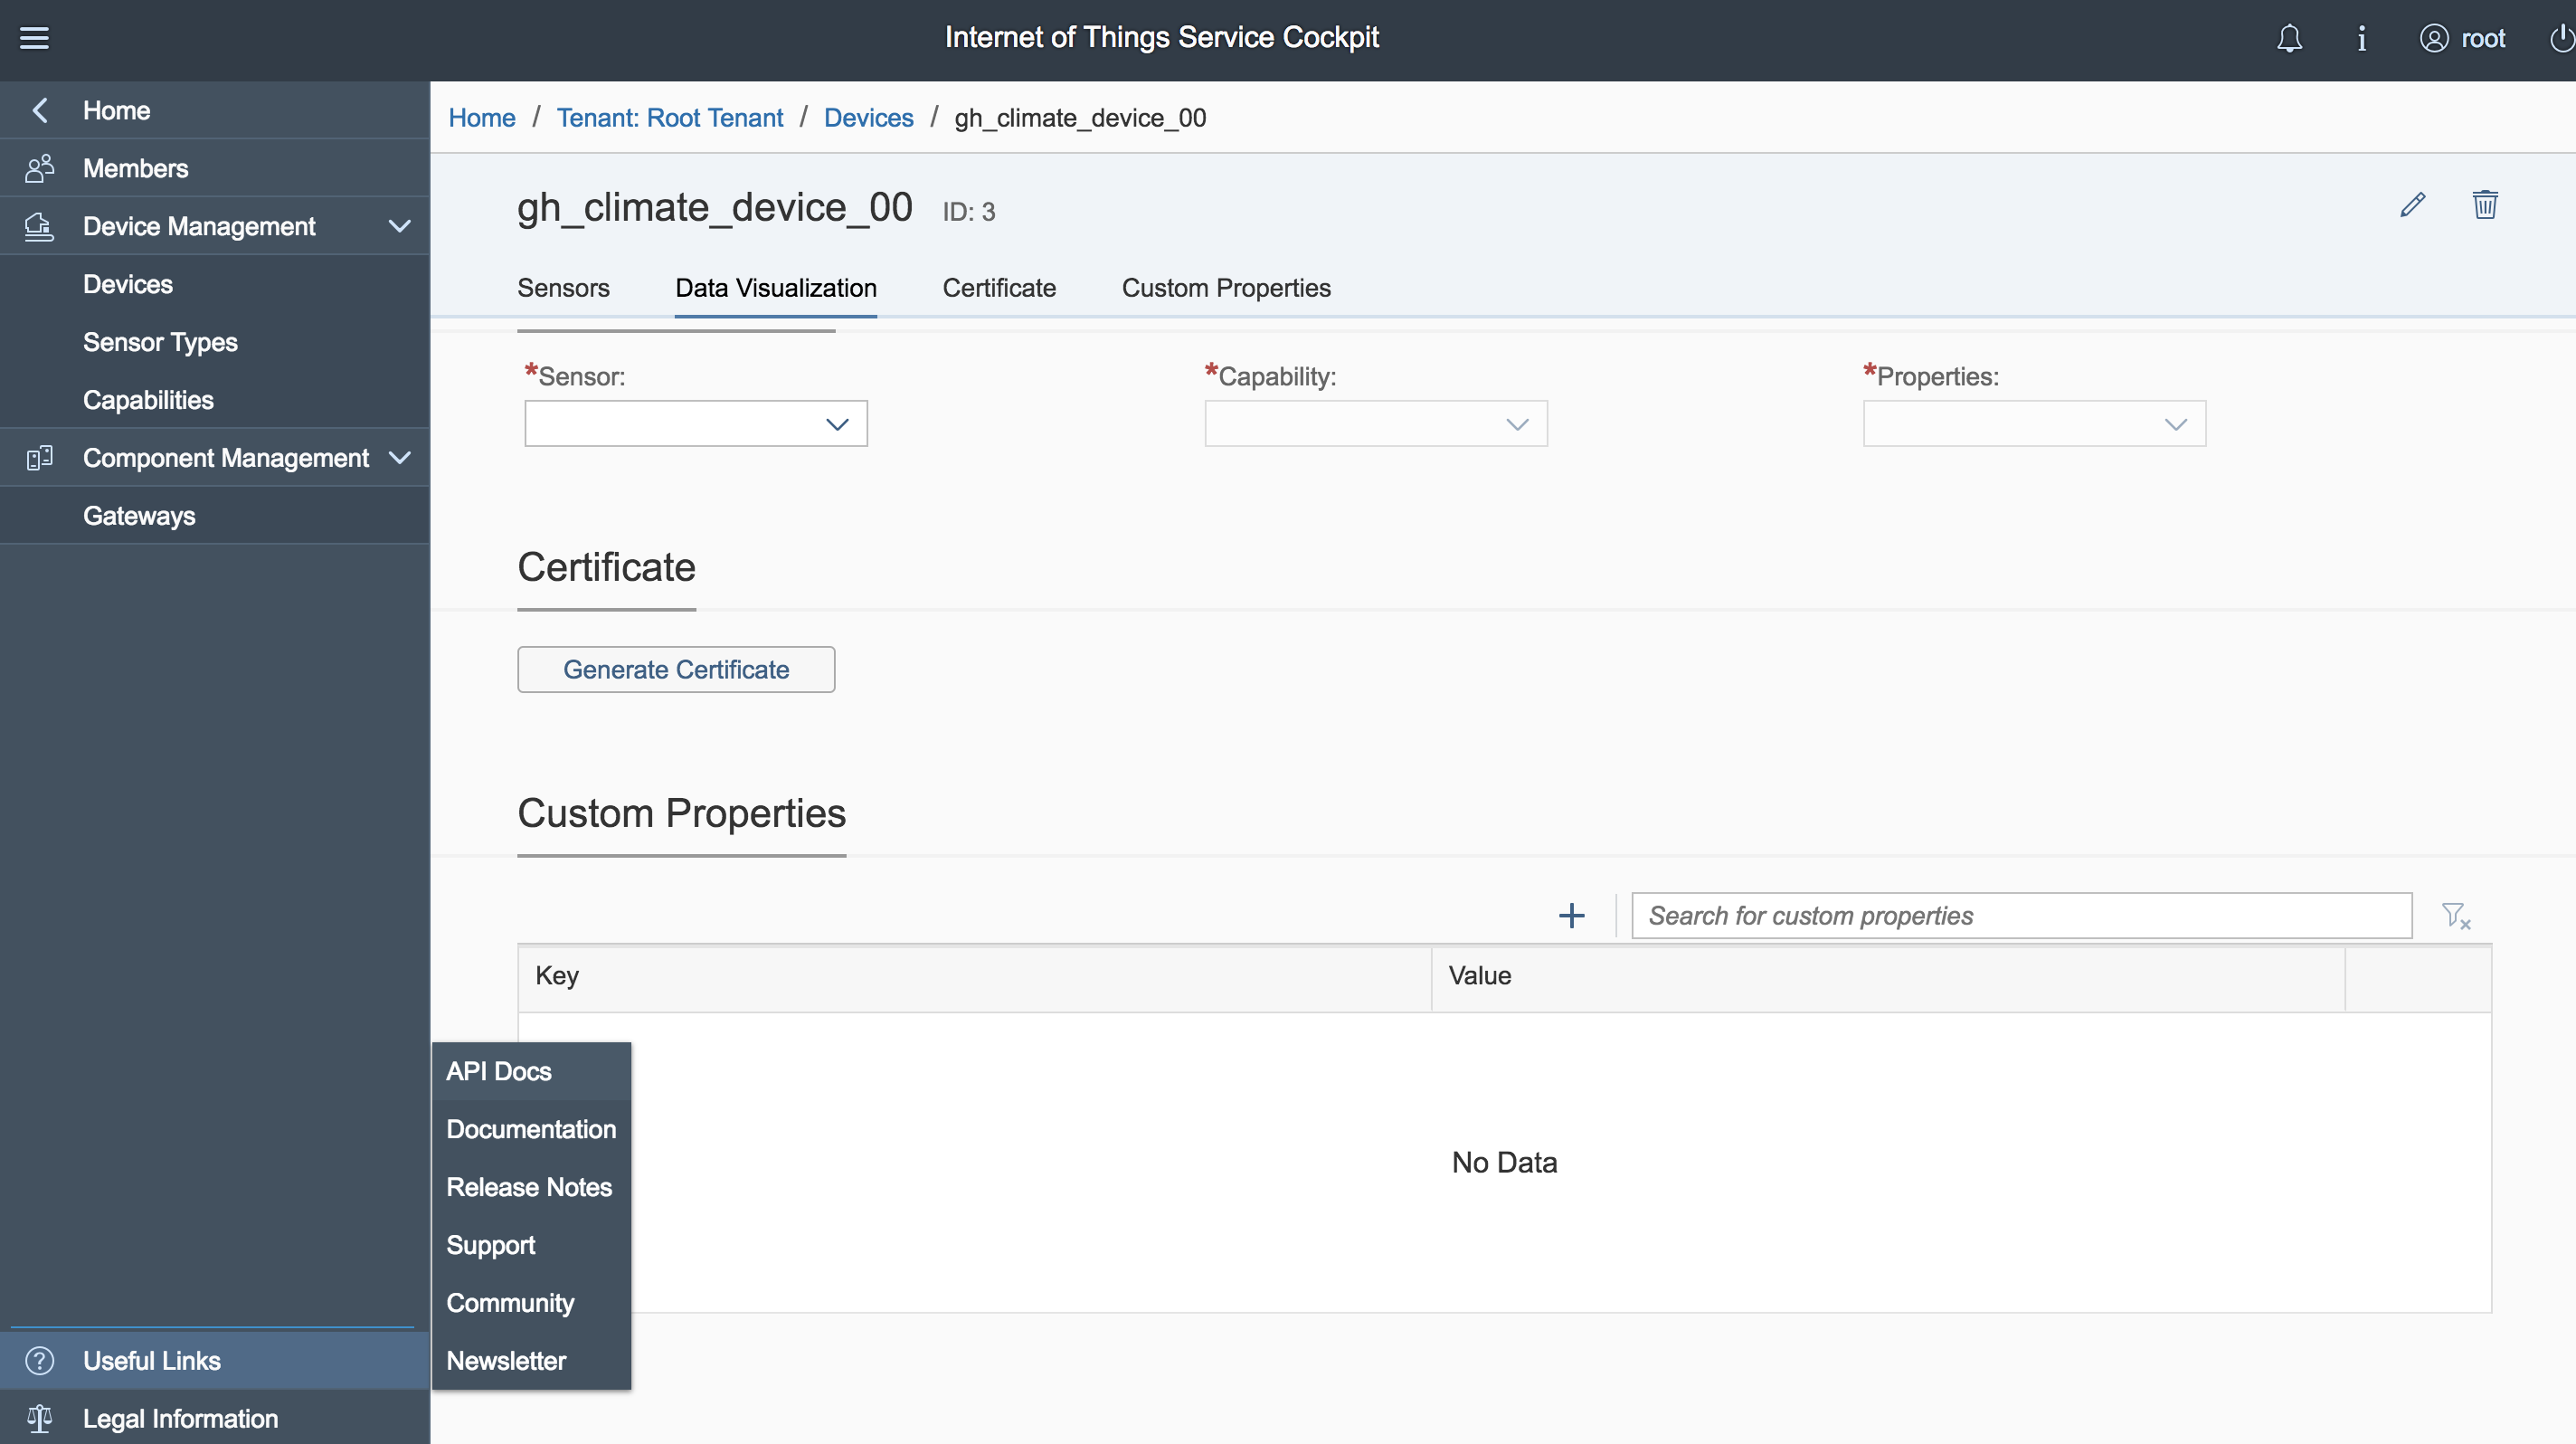 Internet of Things Service Cockpit
root
Home
Members
Device Management
Devices
Sensor Types
Capabilities
Component Management
Gateways
Useful Links
Legal Information
Home / Tenant: Root Tenant / Devices / gh_climate_device_00
gh_climate_device_00 ID: 3
Sensors Data Visualization Certificate Custom Properties
*Sensor: *Capability: *Properties:
Certificate
Generate Certificate
Custom Properties
Search for custom properties
Key Value
No Data
API Docs
Documentation
Release Notes
Support
Community
Newsletter